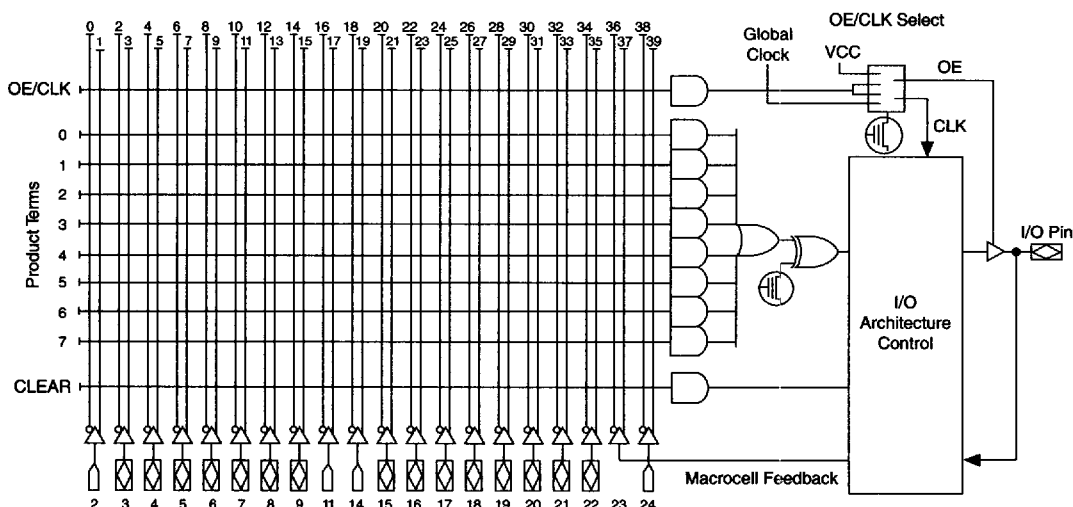 0 2 4 6 8 10 12 14 16 18 20 22 24 26 28 30 32 34 36 38
1 3 5 7 9 11 13 15 17 19 21 23 25 27 29 31 33 35 37 39
OE/CLK Select
Global
Clock
VCC
OE
OE/CLK
CLK
Product Terms
0
1
2
3
4
5
6
7
I/O Pin
I/O
Architecture
Control
CLEAR
Macrocell Feedback
2 3 4 5 6 7 8 9 11 14 15 16 17 18 19 20 21 22 23 24